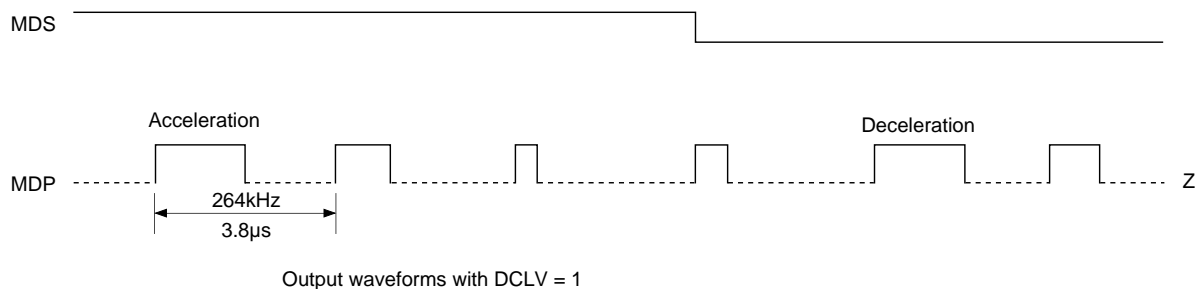 MDS
Acceleration
Deceleration
MDP
Z
264kHz
3.8µs
Output waveforms with DCLV = 1